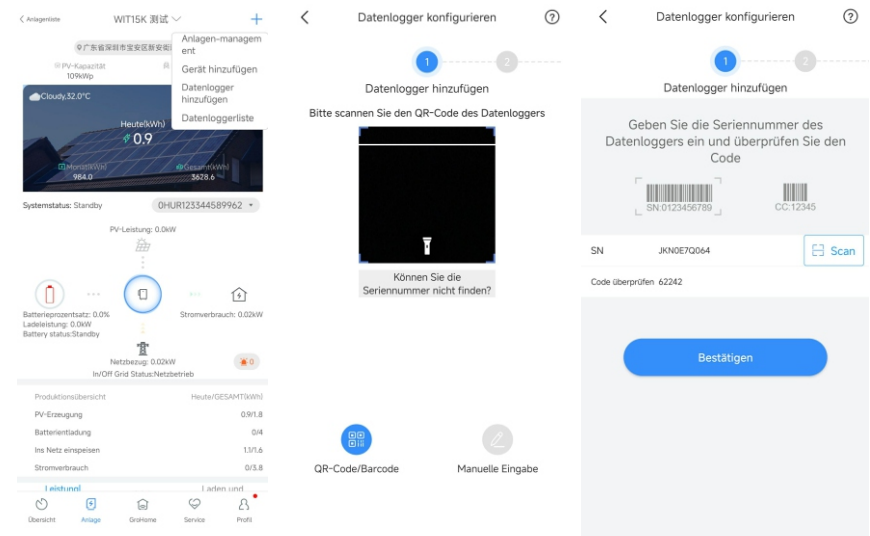 Anlagenliste
WIT15K 测试
Anlagen-managem
ent
Gerät hinzufügen
Datenlogger
hinzufügen
Datenloggerliste
广东省深圳市宝安区新安街
PV-Kapazität
109kWp
Cloudy,32.0°C
Heute(kWh)
0.9
Monat(kWh)
984.0
Gesamt(kWh)
3628.6
Systemstatus: Standby
0HUR123344589962
PV-Leistung: 0.0kW
Batterieprozentsatz: 0.0%
Ladeleistung: 0.0kW
Battery status:Standby
Stromverbrauch: 0.02kW
Netzbezug: 0.02kW
In/Off Grid Status:Netzbetrieb
0
Produktionsübersicht Heute/GESAMT(kWh)
PV-Erzeugung 0.9/1.8
Batterientladung 0/4
Ins Netz einspeisen 1.1/1.6
Stromverbrauch 0/3.8
Leistung/ Laden und
Übersicht Anlage GroHome Service Profil
Datenlogger konfigurieren
1 2
Datenlogger hinzufügen
Bitte scannen Sie den QR-Code des Datenloggers
Können Sie die
Seriennummer nicht finden?
QR-Code/Barcode Manuelle Eingabe
Datenlogger konfigurieren
1 2
Datenlogger hinzufügen
Geben Sie die Seriennummer des
Datenloggers ein und überprüfen Sie den
Code
SN:0123456789 CC:12345
SN JKN0E7Q064 Scan
Code überprüfen 62242
Bestätigen